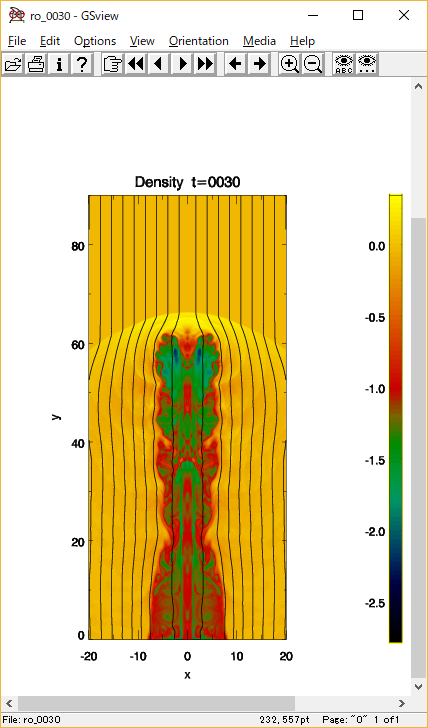 ro_0030 - GSview
File Edit Options View Orientation Media Help
i ? ABC
Density t=0030
80
60
40
20
0
y
-20 -10 0 10 20
x
0.0
-0.5
-1.0
-1.5
-2.0
-2.5
File: ro_0030 232, 557pt Page: "0" 1 of1